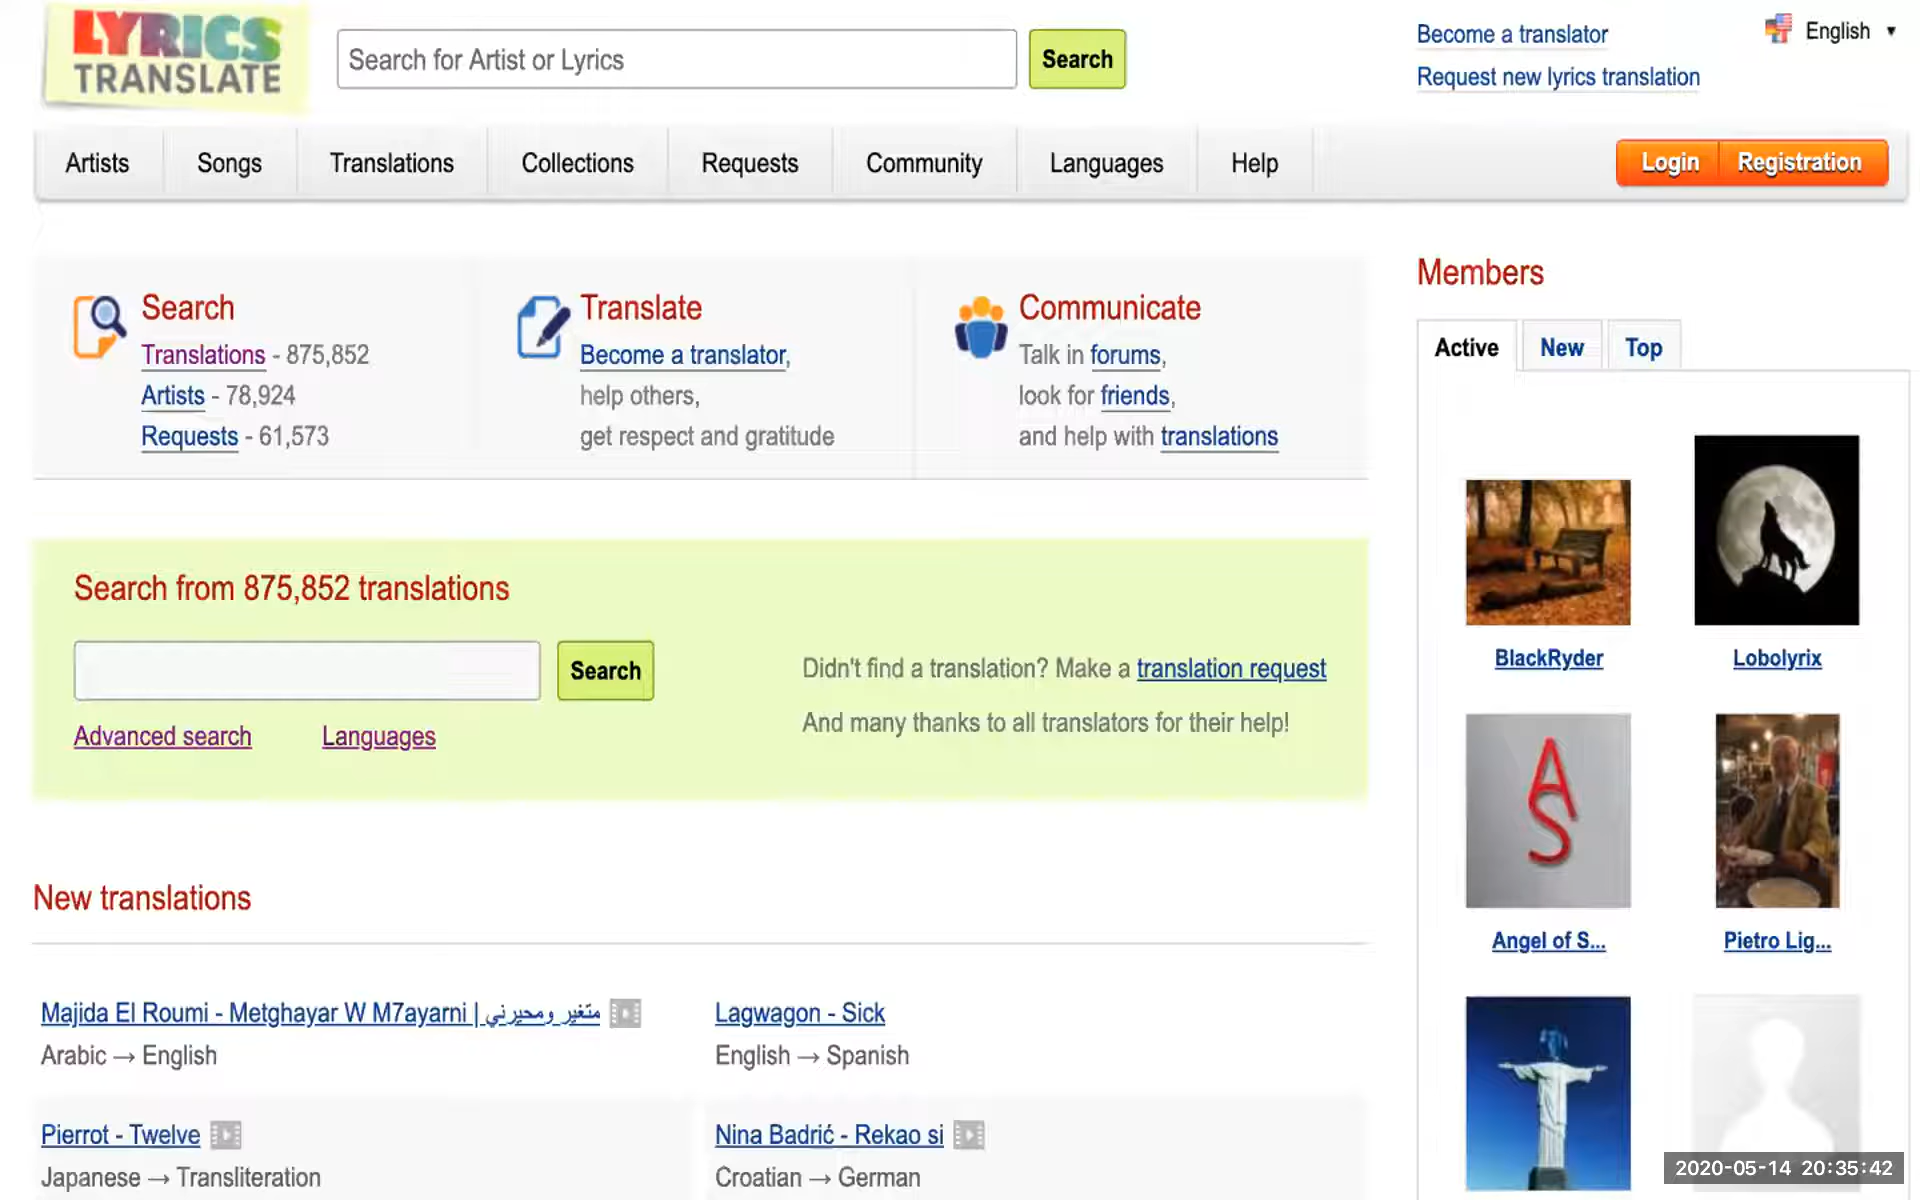 LYRICS
TRANSLATE
Search for Artist or Lyrics
Search
Become a translator
Request new lyrics translation
English
Artists
Songs
Translations
Collections
Requests
Community
Languages
Help
Login
Registration
Search
Translations - 875,852
Artists - 78,924
Requests - 61,573
Translate
Become a translator,
help others,
get respect and gratitude
Communicate
Talk in forums,
look for friends,
and help with translations
Search from 875,852 translations
Search
Advanced search
Languages
Didn't find a translation? Make a translation request
And many thanks to all translators for their help!
New translations
Majida El Roumi - Metghayar W M7ayarni | متغير ومحيرني
Arabic → English
Lagwagon - Sick
English → Spanish
Pierrot - Twelve
Japanese → Transliteration
Nina Badrić - Rekao si
Croatian → German
Members
Active
New
Top
BlackRyder
Lobolyrix
AS
Angel of S...
Pietro Lig...
2020-05-14 20:35:42